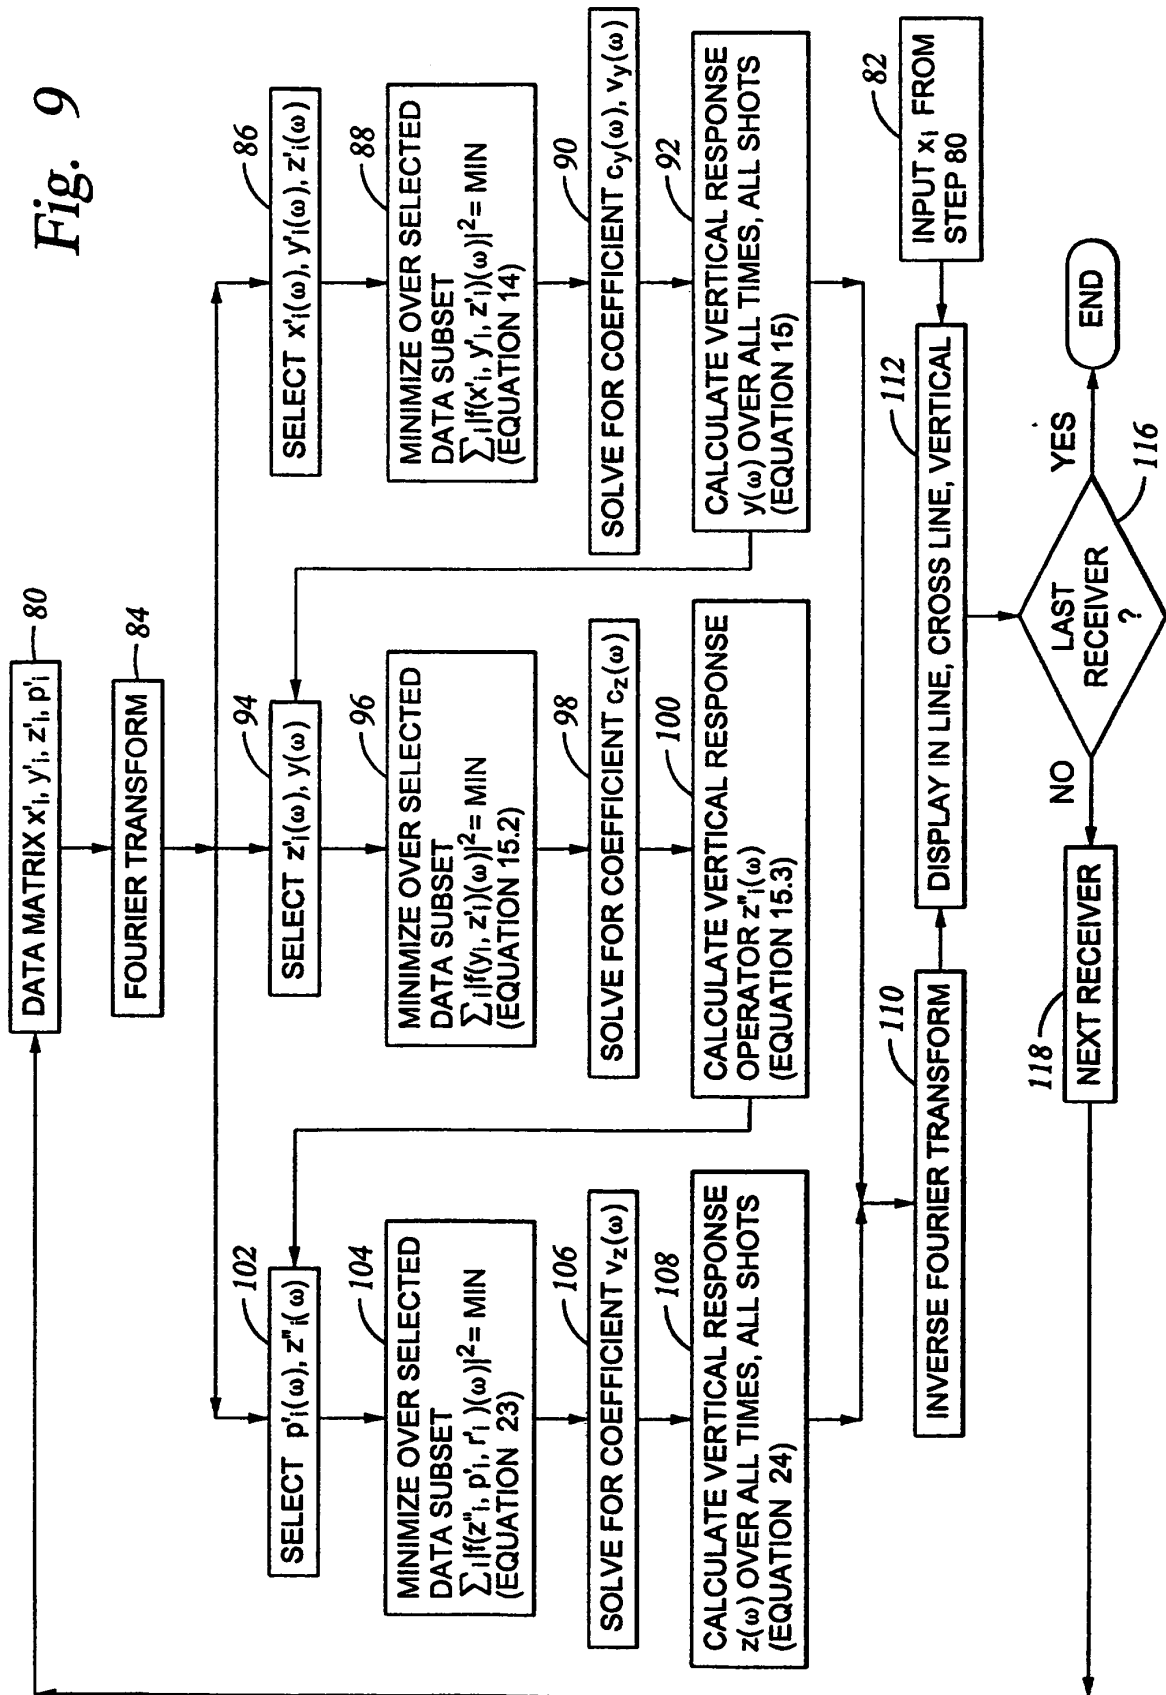 Fig. 9
DATA MATRIX x'i, y'i, z'i, p'i
80
FOURIER TRANSFORM
84
SELECT p'i(ω), z"i(ω)
102
MINIMIZE OVER SELECTED
DATA SUBSET
∑i|f(z"i, p'i, r'i )(ω)|²= MIN
(EQUATION 23)
104
SOLVE FOR COEFFICIENT vz(ω)
106
CALCULATE VERTICAL RESPONSE
z(ω) OVER ALL TIMES, ALL SHOTS
(EQUATION 24)
108
SELECT z'i(ω), y(ω)
94
MINIMIZE OVER SELECTED
DATA SUBSET
∑i|f(yi, z'i)(ω)|²= MIN
(EQUATION 15.2)
96
SOLVE FOR COEFFICIENT cz(ω)
98
CALCULATE VERTICAL RESPONSE
OPERATOR z"i(ω)
(EQUATION 15.3)
100
SELECT x'i(ω), y'i(ω), z'i(ω)
86
MINIMIZE OVER SELECTED
DATA SUBSET
∑i|f(x'i, y'i, z'i)(ω)|²= MIN
(EQUATION 14)
88
SOLVE FOR COEFFICIENT cy(ω), vy(ω)
90
CALCULATE VERTICAL RESPONSE
y(ω) OVER ALL TIMES, ALL SHOTS
(EQUATION 15)
92
INVERSE FOURIER TRANSFORM
110
DISPLAY IN LINE, CROSS LINE, VERTICAL
112
INPUT xi FROM
STEP 80
82
LAST
RECEIVER
?
116
NO
YES
NEXT RECEIVER
118
END